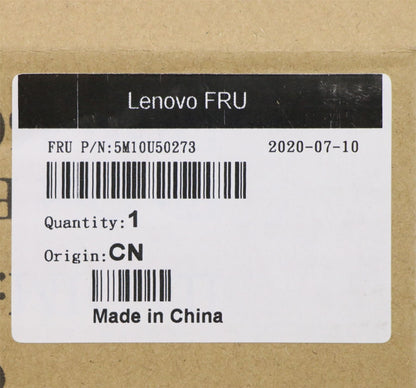 Lenovo FRU
FRU P/N:5M10U50273 2020-07-10
Quantity:1
Origin:CN
Made in China